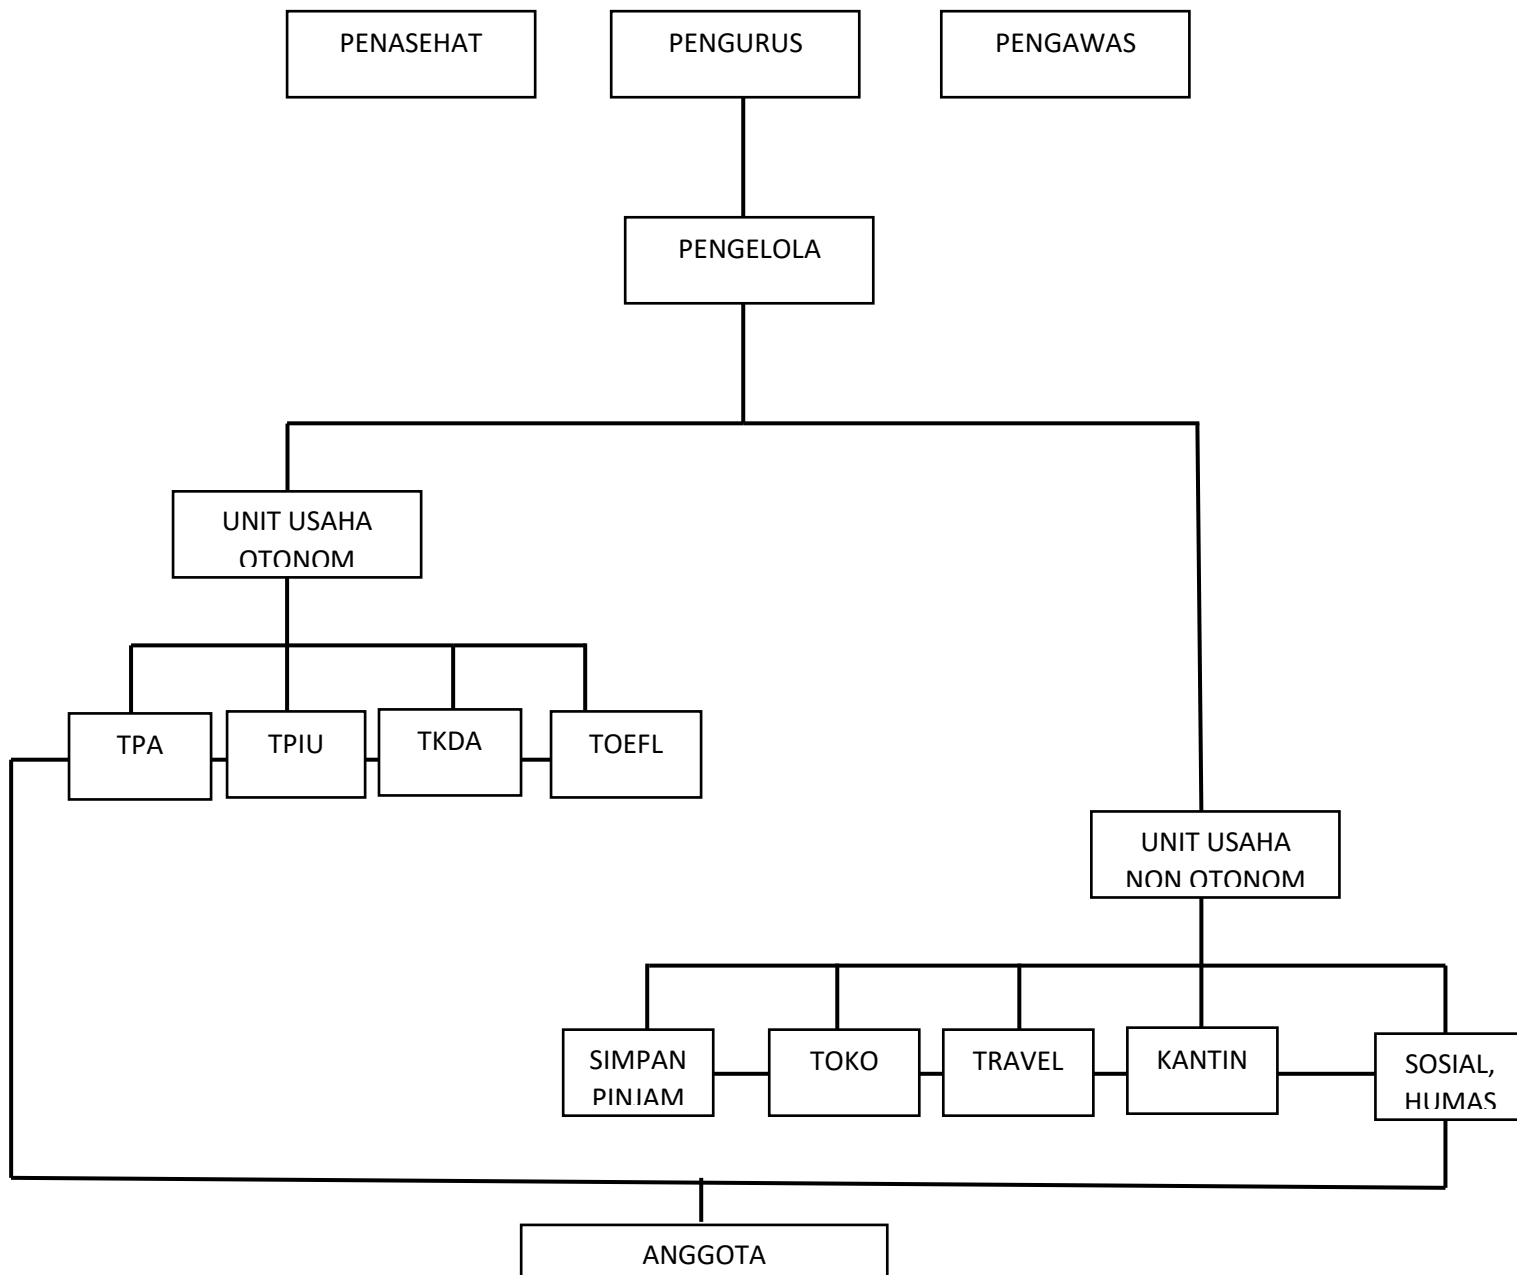 PENASEHAT
PENGURUS
PENGAWAS
PENGELOLA
UNIT USAHA
OTONOM
TPA
TPIU
TKDA
TOEFL
UNIT USAHA
NON OTONOM
SIMPAN
PINJAM
TOKO
TRAVEL
KANTIN
SOSIAL,
HUMAS
ANGGOTA